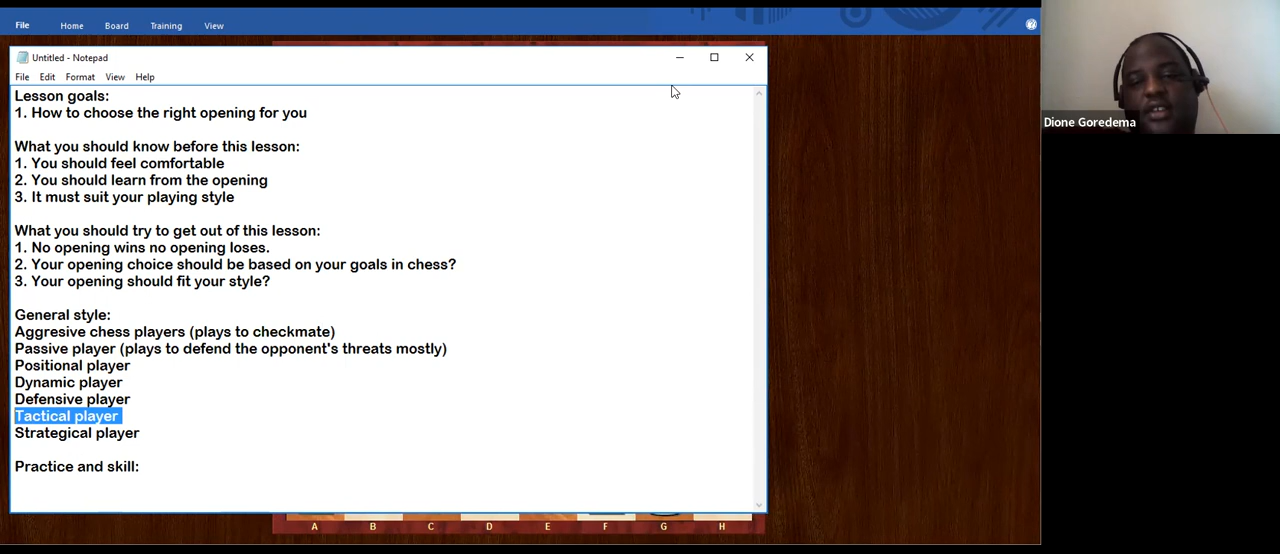 File Home Board Training View
Untitled - Notepad
File Edit Format View Help
Lesson goals:
1. How to choose the right opening for you
What you should know before this lesson:
1. You should feel comfortable
2. You should learn from the opening
3. It must suit your playing style
What you should try to get out of this lesson:
1. No opening wins no opening loses.
2. Your opening choice should be based on your goals in chess?
3. Your opening should fit your style?
General style:
Aggresive chess players (plays to checkmate)
Passive player (plays to defend the opponent's threats mostly)
Positional player
Dynamic player
Defensive player
Tactical player
Strategical player
Practice and skill:
A B C D E F G H
Dione Goredema